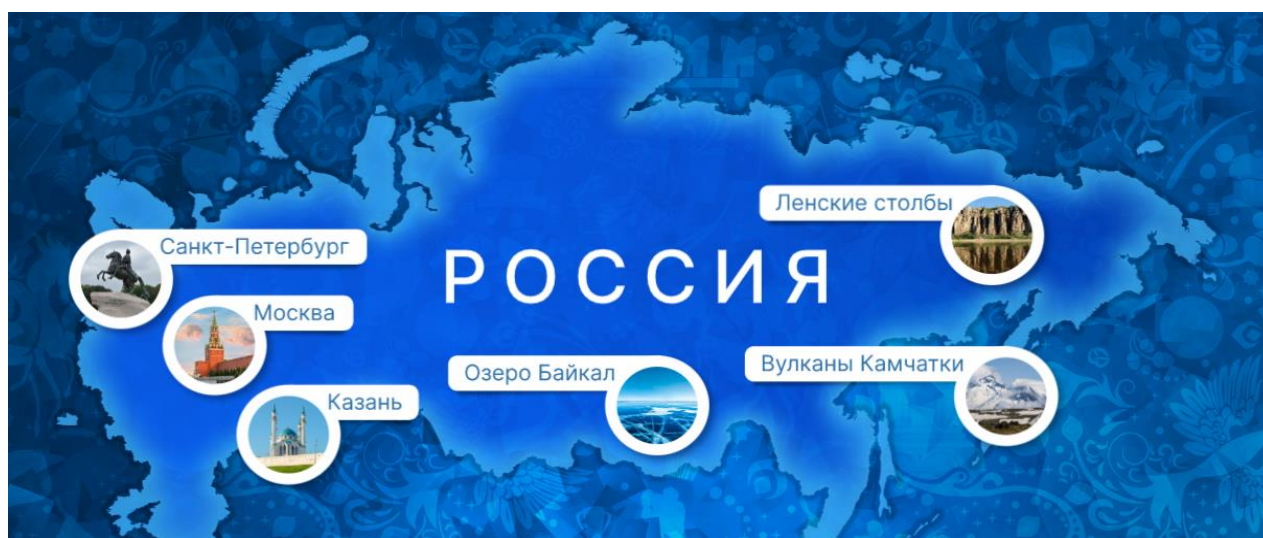 Ленские столбы
Санкт-Петербург
РОССИЯ
Москва
Вулканы Камчатки
Озеро Байкал
Казань